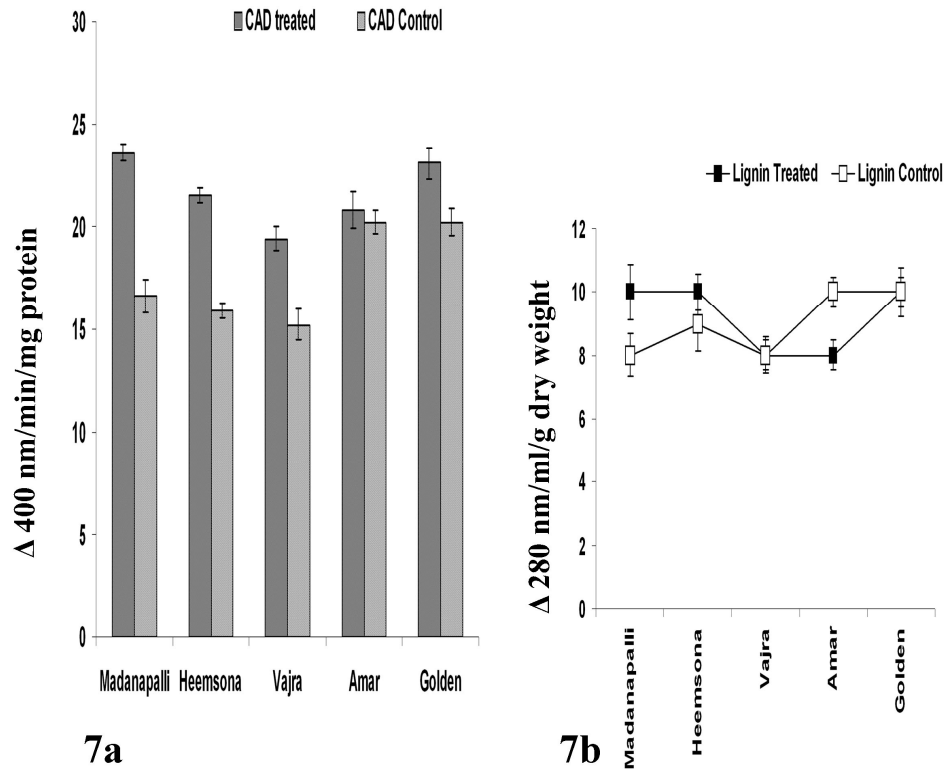 CAD treated CAD Control
Δ 400 nm/min/mg protein
30
25
20
15
10
5
0
Madanapalli Heemsona Vajra Amar Golden
7a
Lignin Treated Lignin Control
Δ 280 nm/ml/g dry weight
12
10
8
6
4
2
0
Madanapalli
Heemsona
Vajra
Amar
Golden
7b